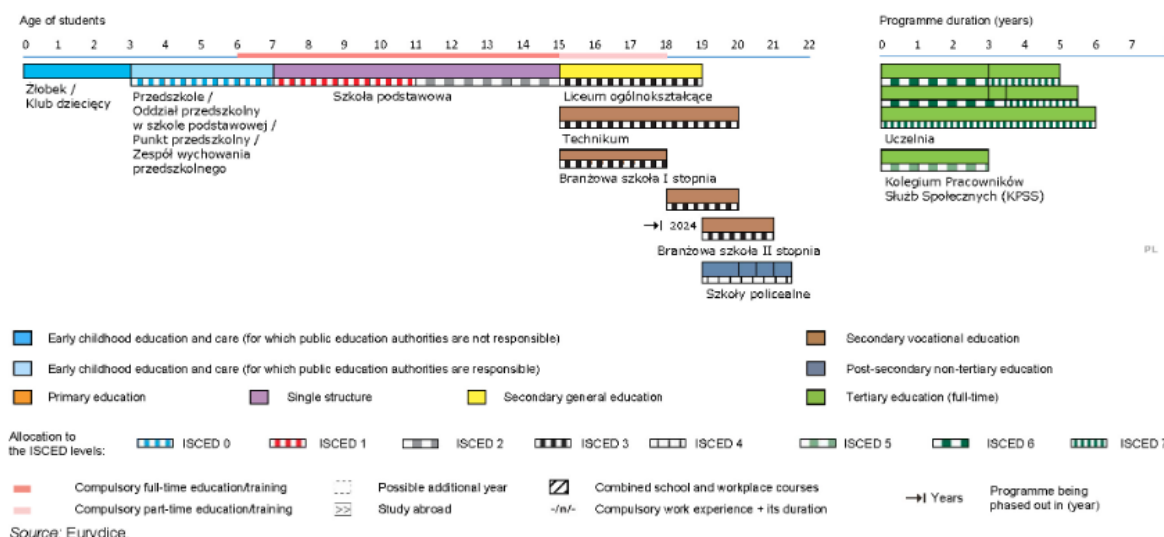 Age of students
Programme duration (years)
0 1 2 3 4 5 6 7 8 9 10 11 12 13 14 15 16 17 18 19 20 21 22
0 1 2 3 4 5 6 7
Żłobek /
Klub dziecięcy
Przedszkole /
Oddział przedszkolny
w szkole podstawowej /
Punkt przedszkolny /
Zespół wychowania
przedszkolnego
Szkoła podstawowa
Liceum ogólnokształcące
Technikum
Branżowa szkoła I stopnia
2024
Branżowa szkoła II stopnia
Szkoły policealne
Uczelnia
Kolegium Pracowników
Służb Społecznych (KPSS)
PL
Early childhood education and care (for which public education authorities are not responsible)
Secondary vocational education
Early childhood education and care (for which public education authorities are responsible)
Post-secondary non-tertiary education
Primary education
Single structure
Secondary general education
Tertiary education (full-time)
Allocation to
the ISCED levels:
ISCED 0
ISCED 1
ISCED 2
ISCED 3
ISCED 4
ISCED 5
ISCED 6
ISCED 7
Compulsory full-time education/training
Possible additional year
Combined school and workplace courses
Years
Programme being
phased out in (year)
Compulsory part-time education/training
>> Study abroad
-/n/- Compulsory work experience + its duration
Source: Eurydice